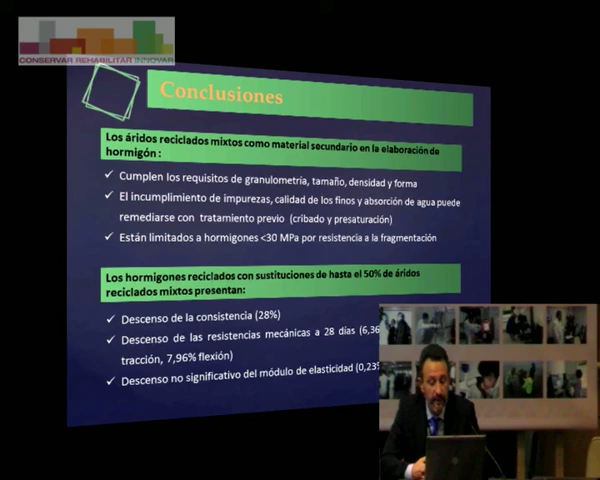 CONSERVAR REHABILITAR INNOVAR
Conclusiones
Los áridos reciclados mixtos como material secundario en la elaboración de
hormigón :
✓ Cumplen los requisitos de granulometría, tamaño, densidad y forma
✓ El incumplimiento de impurezas, calidad de los finos y absorción de agua puede
remediarse con tratamiento previo (cribado y presaturación)
✓ Están limitados a hormigones <30 MPa por resistencia a la fragmentación
Los hormigones reciclados con sustituciones de hasta el 50% de áridos
reciclados mixtos presentan:
✓ Descenso de la consistencia (28%)
✓ Descenso de las resistencias mecánicas a 28 días (6,36
tracción, 7,96% flexión)
✓ Descenso no significativo del módulo de elasticidad (0,23